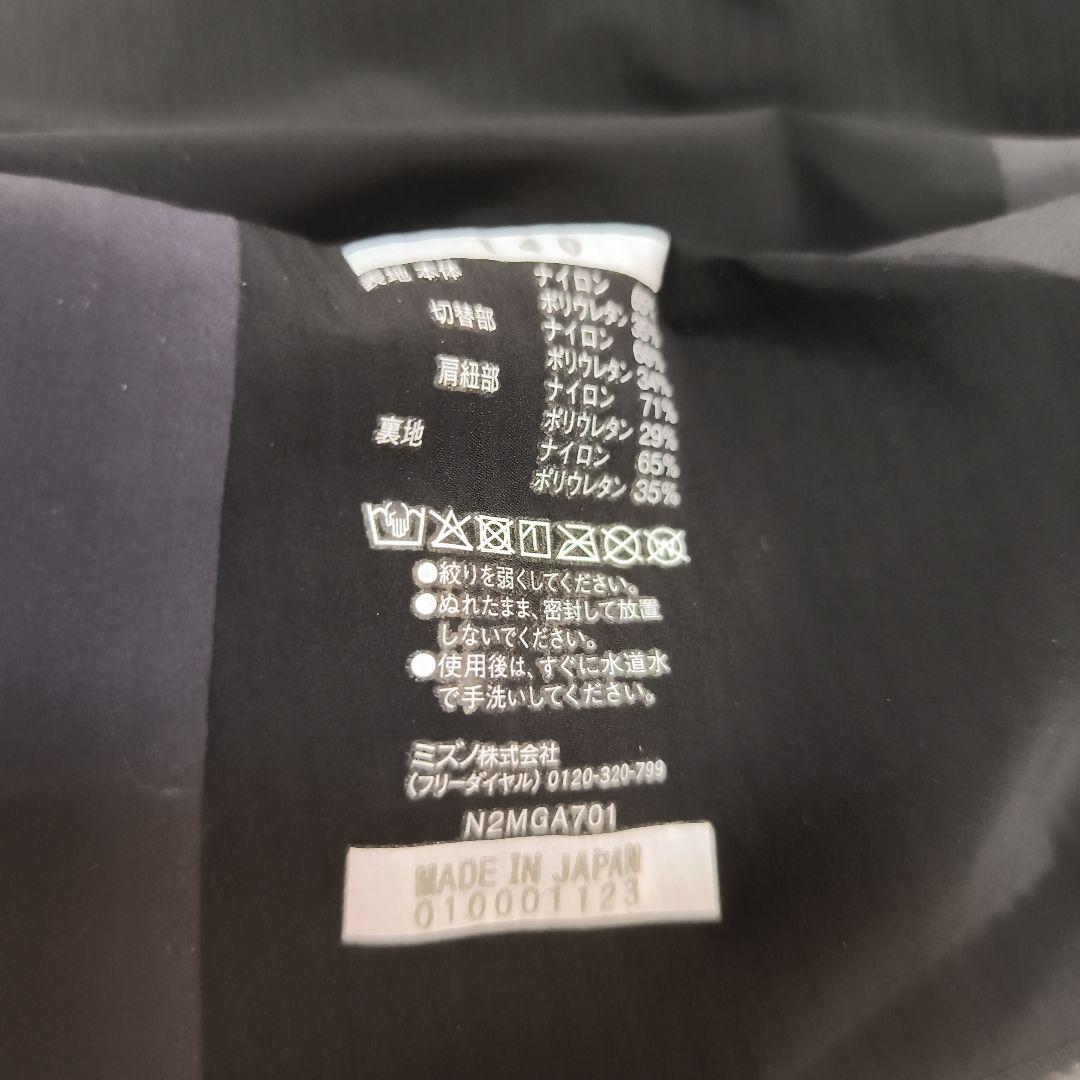 140
表地 本体 ナイロン
ポリウレタン
切替部 ナイロン
ポリウレタン 34%
肩紐部 ナイロン 71%
ポリウレタン 29%
裏地 ナイロン 65%
ポリウレタン 35%
●絞りを弱くしてください。
●ぬれたまま、密封して放置
しないでください。
●使用後は、すぐに水道水
で手洗いしてください。
ミズノ株式会社
(フリーダイヤル) 0120-320-799
N2MGA701
MADE IN JAPAN
010001123